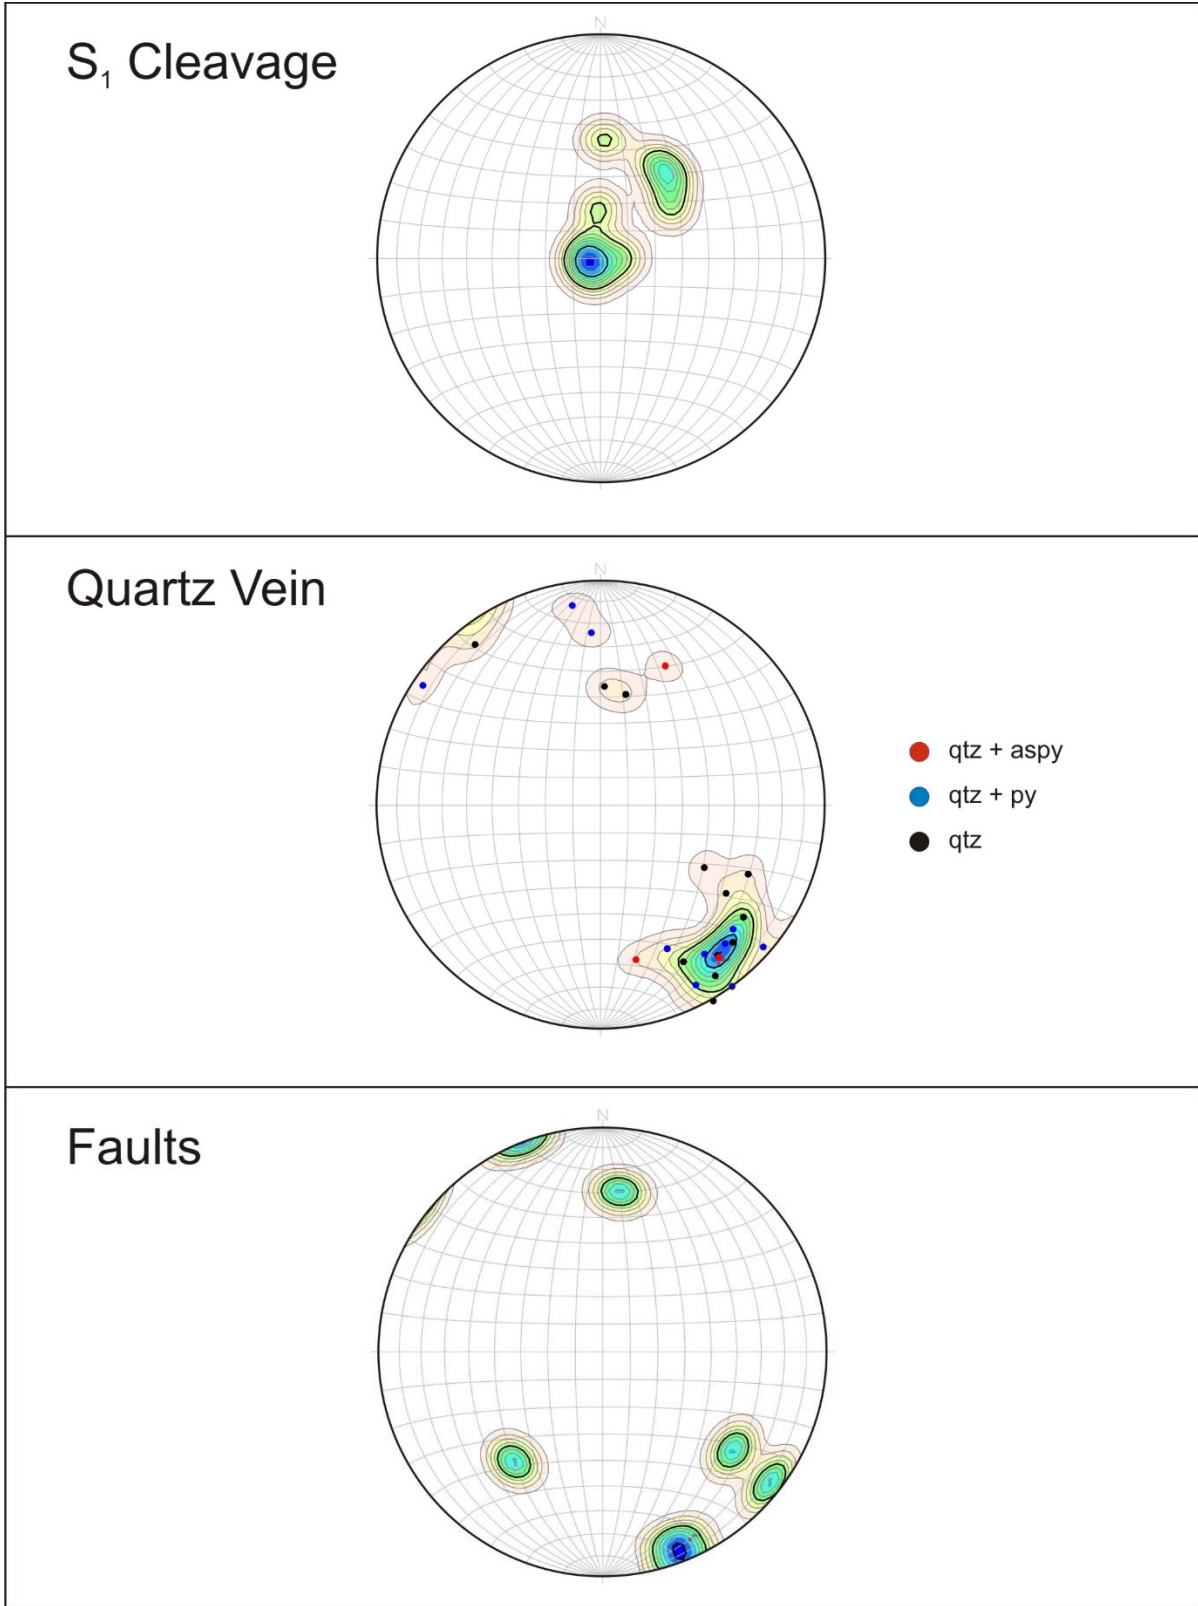 N
S₁ Cleavage
N
Quartz Vein
qtz + aspy
qtz + py
qtz
N
Faults